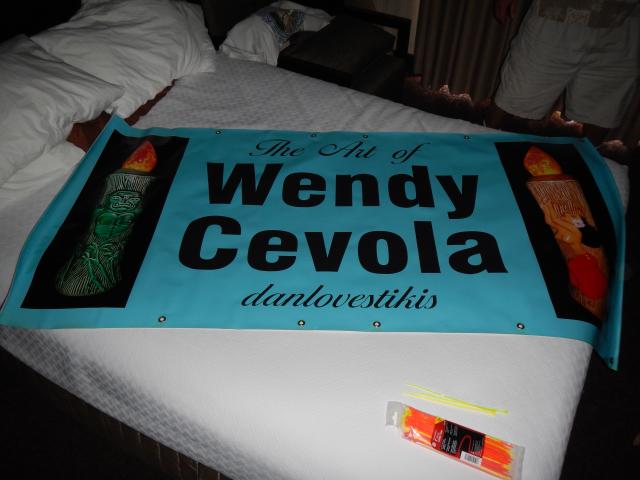 The Art of
Wendy
Cevola
danlovestikis